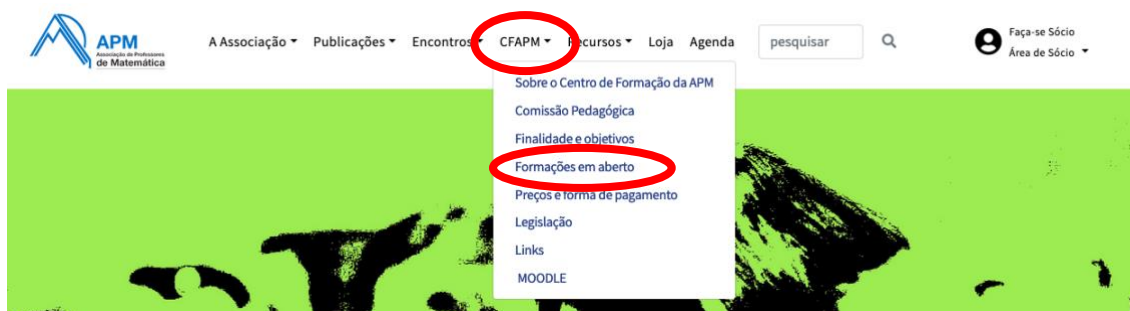 APM
Associação de Professores
de Matemática
A Associação Publicações Encontros CFAPM Recursos Loja Agenda pesquisar
Faça-se Sócio
Área de Sócio
Sobre o Centro de Formação da APM
Comissão Pedagógica
Finalidade e objetivos
Formações em aberto
Preços e forma de pagamento
Legislação
Links
MOODLE